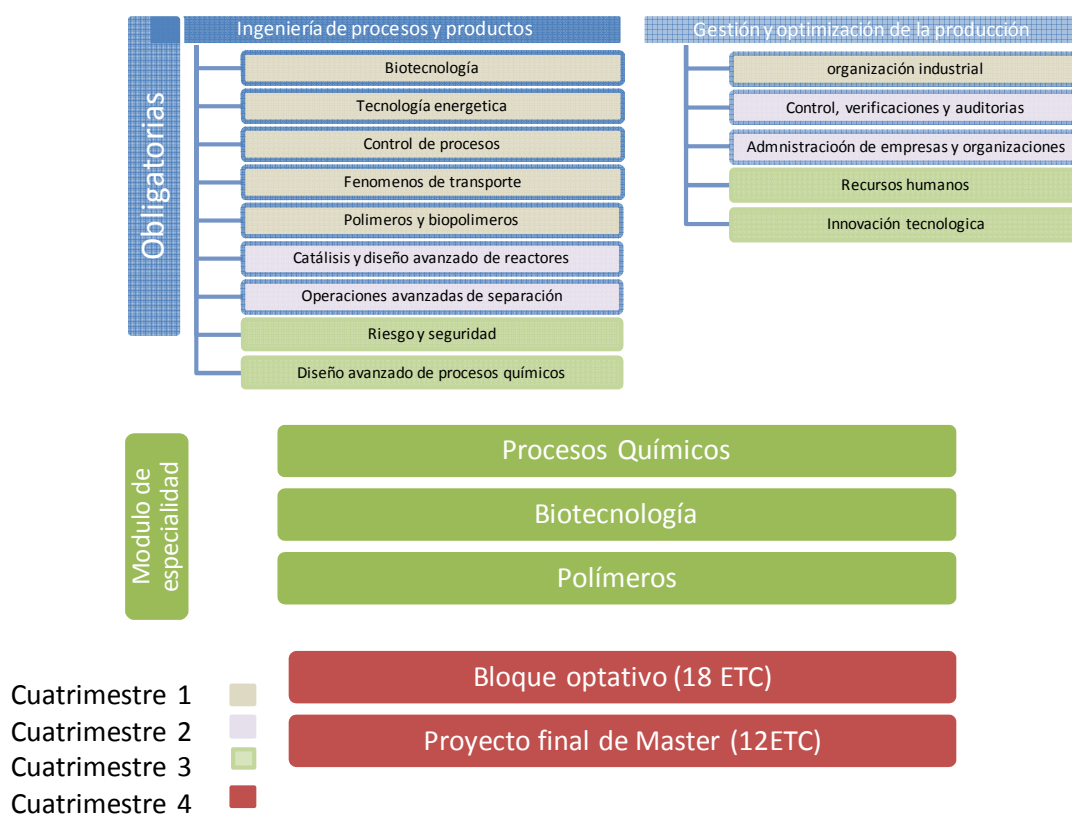 Obligatorias
Ingeniería de procesos y productos
Biotecnología
Tecnología energetica
Control de procesos
Fenomenos de transporte
Polimeros y biopolimeros
Catálisis y diseño avanzado de reactores
Operaciones avanzadas de separación
Riesgo y seguridad
Diseño avanzado de procesos químicos
Gestión y optimización de la producción
organización industrial
Control, verificaciones y auditorias
Admnistracioón de empresas y organizaciones
Recursos humanos
Innovación tecnologica
Modulo de
especialidad
Procesos Químicos
Biotecnología
Polímeros
Bloque optativo (18 ETC)
Proyecto final de Master (12ETC)
Cuatrimestre 1
Cuatrimestre 2
Cuatrimestre 3
Cuatrimestre 4